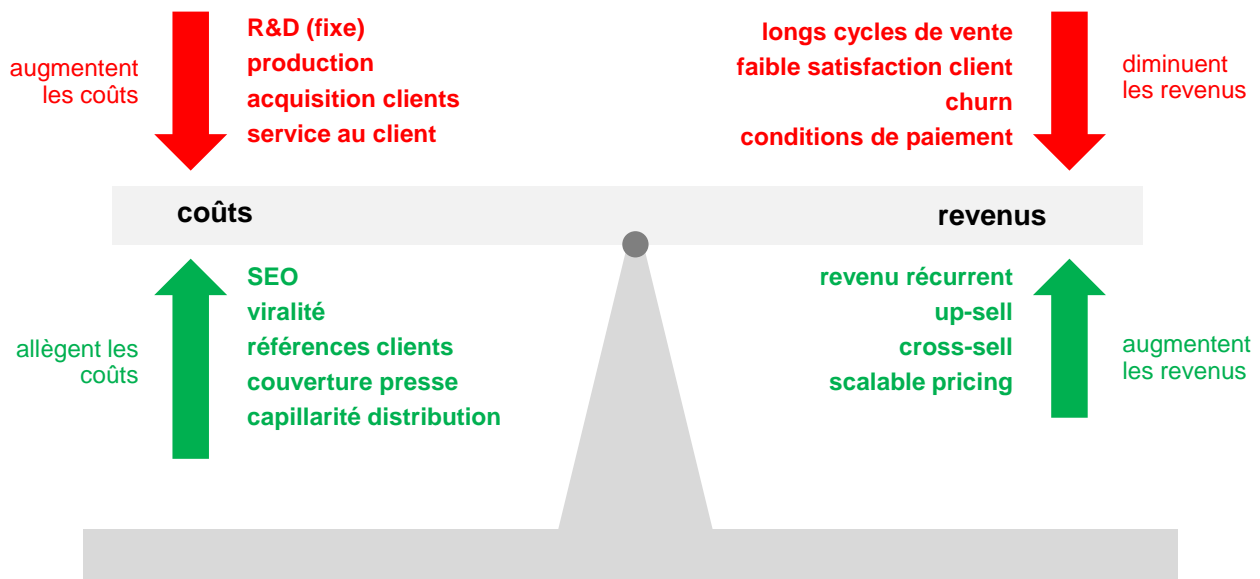 augmentent
les coûts
R&D (fixe)
production
acquisition clients
service au client
longs cycles de vente
faible satisfaction client
churn
conditions de paiement
diminuent
les revenus
coûts
revenus
allègent les
coûts
SEO
viralité
références clients
couverture presse
capillarité distribution
revenu récurrent
up-sell
cross-sell
scalable pricing
augmentent
les revenus